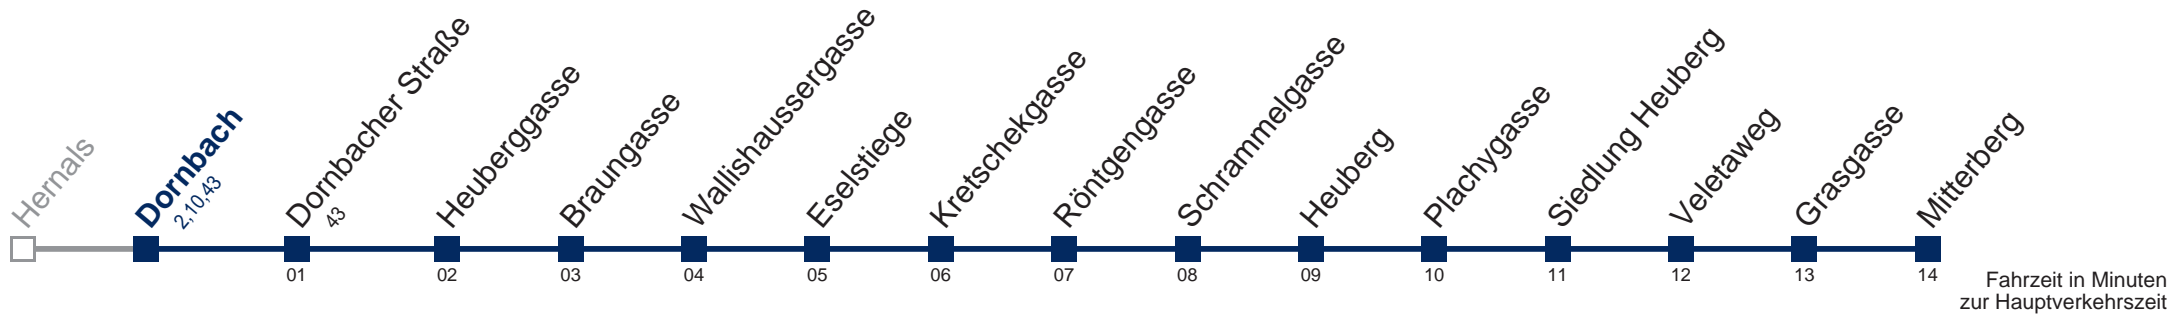 Hernals
Dornbach
2,10,43
Dornbacher Straße
43
Heuberggasse
Braungasse
Wallishaussergasse
Eselstiege
Kretschekgasse
Röntgengasse
Schrammelgasse
Heuberg
Plachygasse
Siedlung Heuberg
Veletaweg
Grasgasse
Mitterberg
01
02
03
04
05
06
07
08
09
10
11
12
13
14
Fahrzeit in Minuten
zur Hauptverkehrszeit